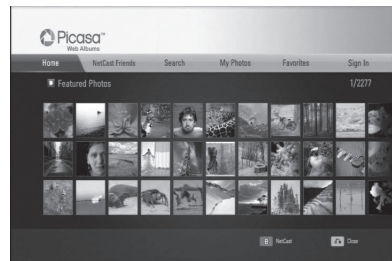 Picasa™
Web Albums
Home NetCast Friends Search My Photos Favorites Sign In
Featured Photos 1/2277
B NetCast Close